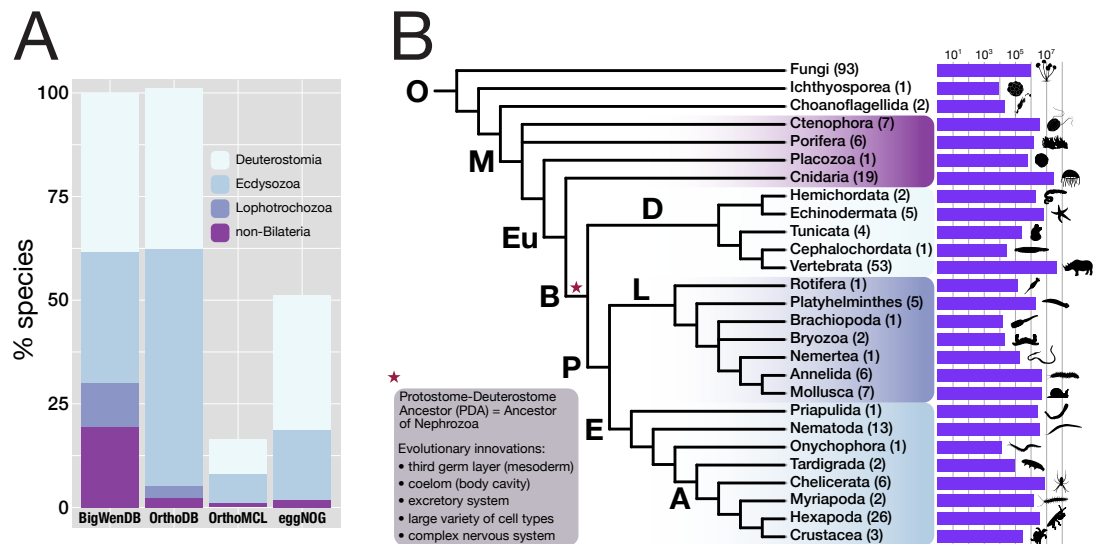 A
% species
100
75
50
25
0
Deuterostomia
Ecdysozoa
Lophotrochozoa
non-Bilateria
BigWenDB OrthoDB OrthoMCL eggNOG
B
10¹ 10³ 10⁵ 10⁷
O
M
Eu
B
D
L
P
E
A
Fungi (93)
Ichthyosporea (1)
Choanoflagellida (2)
Ctenophora (7)
Porifera (6)
Placozoa (1)
Cnidaria (19)
Hemichordata (2)
Echinodermata (5)
Tunicata (4)
Cephalochordata (1)
Vertebrata (53)
Rotifera (1)
Platyhelminthes (5)
Brachiopoda (1)
Bryozoa (2)
Nemertea (1)
Annelida (6)
Mollusca (7)
Priapulida (1)
Nematoda (13)
Onychophora (1)
Tardigrada (2)
Chelicerata (6)
Myriapoda (2)
Hexapoda (26)
Crustacea (3)
Protostome-Deuterostome
Ancestor (PDA) = Ancestor
of Nephrozoa
Evolutionary innovations:
• third germ layer (mesoderm)
• coelom (body cavity)
• excretory system
• large variety of cell types
• complex nervous system